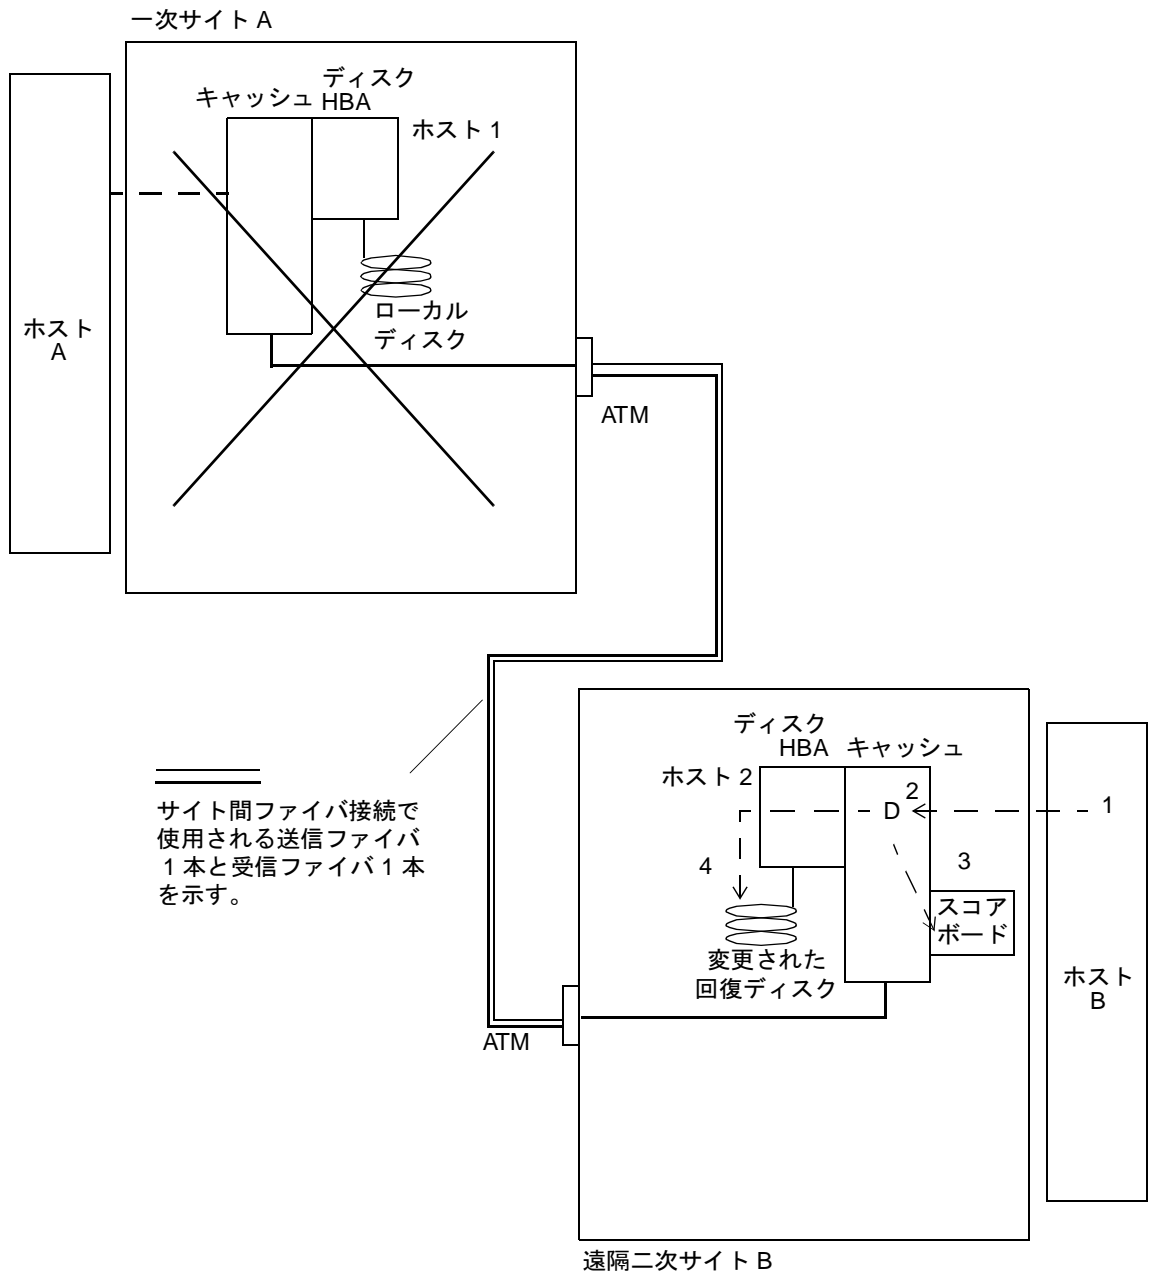 一次サイト A
ディスク
HBA
キャッシュ
ホスト 1
ホスト
A
ローカル
ディスク
ATM
サイト間ファイバ接続で
使用される送信ファイバ
1 本と受信ファイバ 1 本
を示す。
ディスク
HBA
キャッシュ
ホスト 2
D
2
1
4
3
スコア
ボード
変更された
回復ディスク
ホスト
B
ATM
遠隔二次サイト B